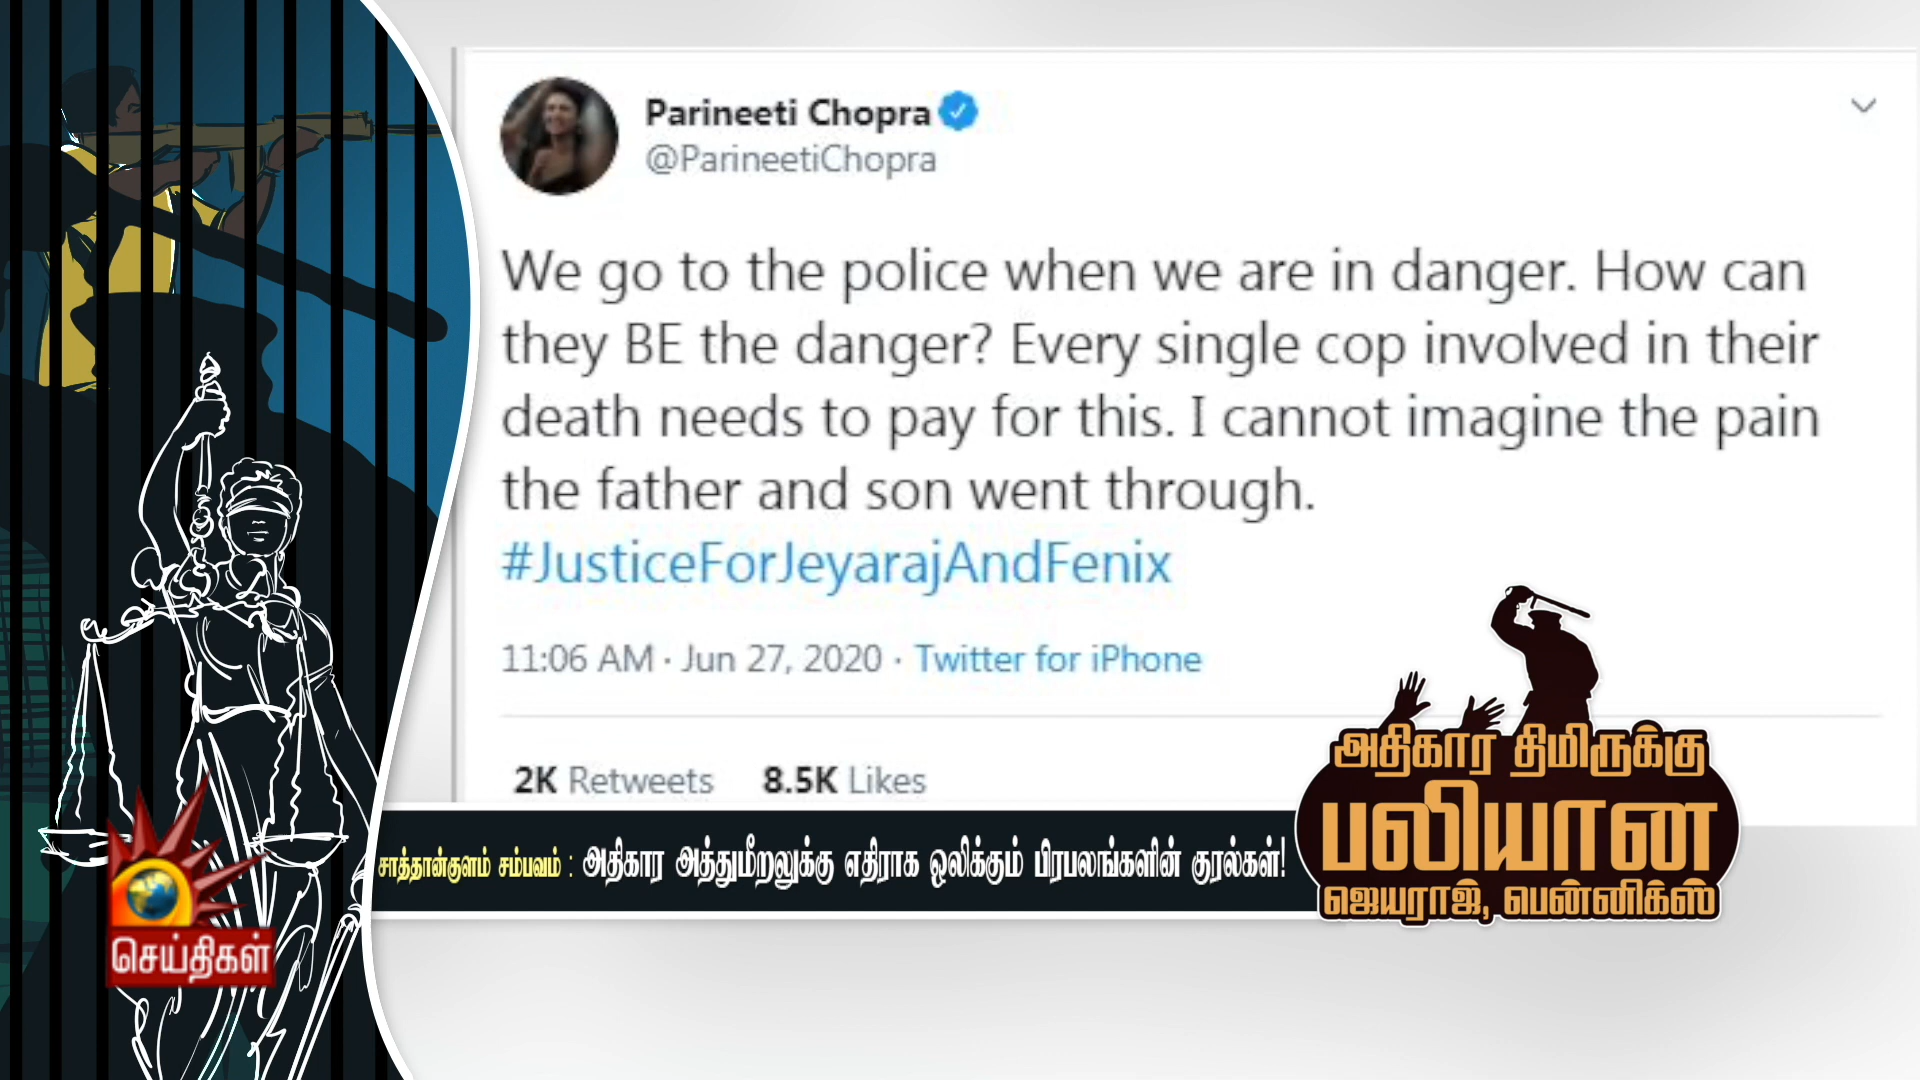 Parineeti Chopra
@ParineetiChopra
We go to the police when we are in danger. How can
they BE the danger? Every single cop involved in their
death needs to pay for this. I cannot imagine the pain
the father and son went through.
#JusticeForJeyarajAndFenix
11:06 AM · Jun 27, 2020 · Twitter for iPhone
2K Retweets 8.5K Likes
அதிகார திமிருக்கு
பலியான
ஜெயராஜ், பென்னிக்ஸ்
சாத்தான்குளம் சம்பவம் : அதிகார அத்துமீறலுக்கு எதிராக ஒலிக்கும் பிரபலங்களின் குரல்கள்!
செய்திகள்